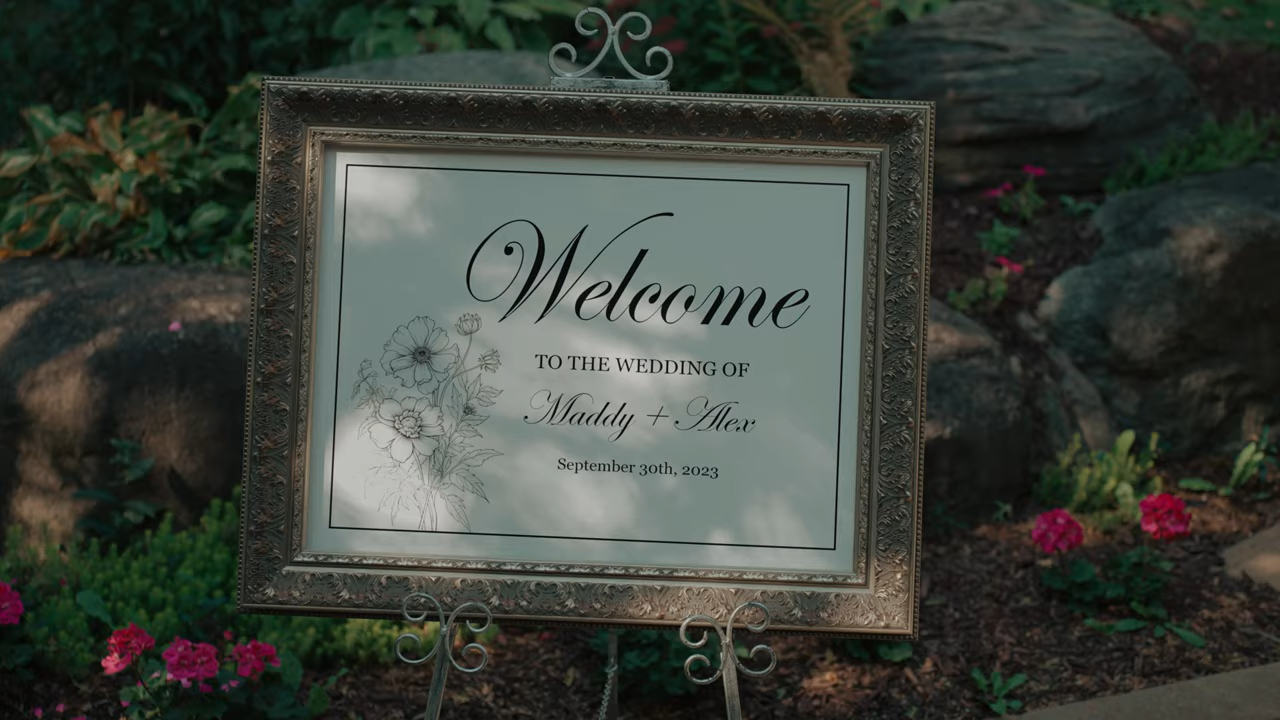 Welcome
TO THE WEDDING OF
Maddy + Alex
September 30th, 2023